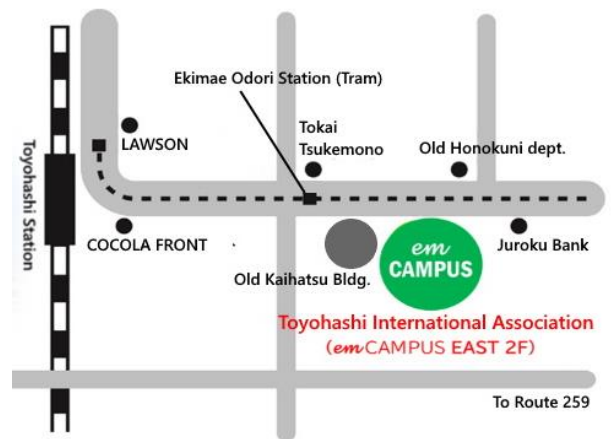 Ekimae Odori Station (Tram)
LAWSON
Tokai
Tsukemono
Old Honokuni dept.
Toyohashi Station
COCOLA FRONT
Old Kaihatsu Bldg.
em
CAMPUS
Juroku Bank
Toyohashi International Association
(emCAMPUS EAST 2F)
To Route 259